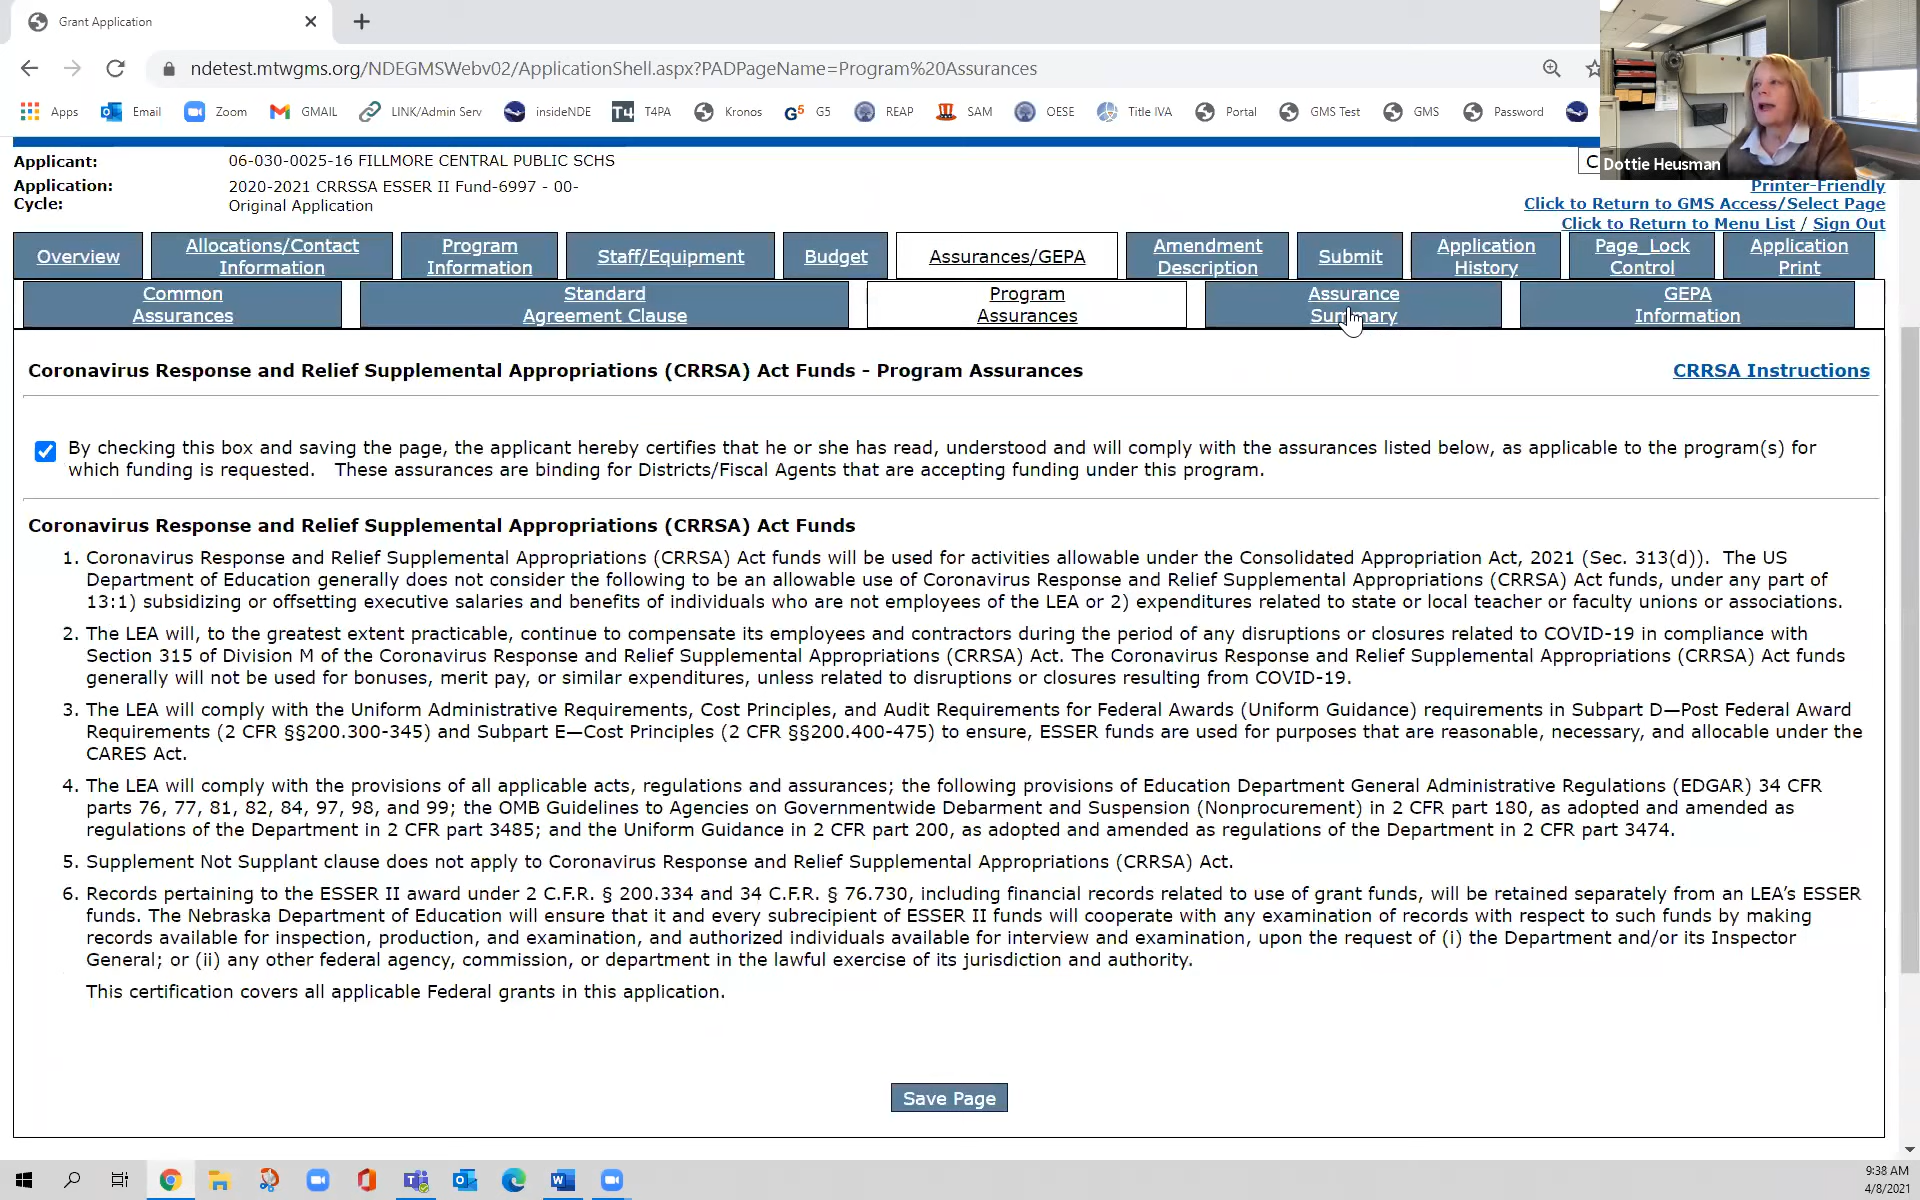 Grant Application
ndetest.mtwgms.org/NDEGMSWebv02/ApplicationShell.aspx?PADPageName=Program%20Assurances
Apps Email Zoom GMAIL LINK/Admin Serv insideNDE T4 T4PA Kronos G5 G5 REAP SAM OESE Title IVA Portal GMS Test GMS Password
Dottie Heusman
Applicant: 06-030-0025-16 FILLMORE CENTRAL PUBLIC SCHS
Application: 2020-2021 CRRSSA ESSER II Fund-6997 - 00-
Cycle: Original Application
C
Printer-Friendly
Click to Return to GMS Access/Select Page
Click to Return to Menu List / Sign Out
Overview
Allocations/Contact
Information
Program
Information
Staff/Equipment
Budget
Assurances/GEPA
Amendment
Description
Submit
Application
History
Page_Lock
Control
Application
Print
Common
Assurances
Standard
Agreement Clause
Program
Assurances
Assurance
Summary
GEPA
Information
Coronavirus Response and Relief Supplemental Appropriations (CRRSA) Act Funds - Program Assurances
CRRSA Instructions
By checking this box and saving the page, the applicant hereby certifies that he or she has read, understood and will comply with the assurances listed below, as applicable to the program(s) for
which funding is requested. These assurances are binding for Districts/Fiscal Agents that are accepting funding under this program.
Coronavirus Response and Relief Supplemental Appropriations (CRRSA) Act Funds
1. Coronavirus Response and Relief Supplemental Appropriations (CRRSA) Act funds will be used for activities allowable under the Consolidated Appropriation Act, 2021 (Sec. 313(d)). The US
Department of Education generally does not consider the following to be an allowable use of Coronavirus Response and Relief Supplemental Appropriations (CRRSA) Act funds, under any part of
13:1) subsidizing or offsetting executive salaries and benefits of individuals who are not employees of the LEA or 2) expenditures related to state or local teacher or faculty unions or associations.
2. The LEA will, to the greatest extent practicable, continue to compensate its employees and contractors during the period of any disruptions or closures related to COVID-19 in compliance with
Section 315 of Division M of the Coronavirus Response and Relief Supplemental Appropriations (CRRSA) Act. The Coronavirus Response and Relief Supplemental Appropriations (CRRSA) Act funds
generally will not be used for bonuses, merit pay, or similar expenditures, unless related to disruptions or closures resulting from COVID-19.
3. The LEA will comply with the Uniform Administrative Requirements, Cost Principles, and Audit Requirements for Federal Awards (Uniform Guidance) requirements in Subpart D—Post Federal Award
Requirements (2 CFR §§200.300-345) and Subpart E—Cost Principles (2 CFR §§200.400-475) to ensure, ESSER funds are used for purposes that are reasonable, necessary, and allocable under the
CARES Act.
4. The LEA will comply with the provisions of all applicable acts, regulations and assurances; the following provisions of Education Department General Administrative Regulations (EDGAR) 34 CFR
parts 76, 77, 81, 82, 84, 97, 98, and 99; the OMB Guidelines to Agencies on Governmentwide Debarment and Suspension (Nonprocurement) in 2 CFR part 180, as adopted and amended as
regulations of the Department in 2 CFR part 3485; and the Uniform Guidance in 2 CFR part 200, as adopted and amended as regulations of the Department in 2 CFR part 3474.
5. Supplement Not Supplant clause does not apply to Coronavirus Response and Relief Supplemental Appropriations (CRRSA) Act.
6. Records pertaining to the ESSER II award under 2 C.F.R. § 200.334 and 34 C.F.R. § 76.730, including financial records related to use of grant funds, will be retained separately from an LEA’s ESSER
funds. The Nebraska Department of Education will ensure that it and every subrecipient of ESSER II funds will cooperate with any examination of records with respect to such funds by making
records available for inspection, production, and examination, and authorized individuals available for interview and examination, upon the request of (i) the Department and/or its Inspector
General; or (ii) any other federal agency, commission, or department in the lawful exercise of its jurisdiction and authority.
This certification covers all applicable Federal grants in this application.
Save Page
9:38 AM
4/8/2021